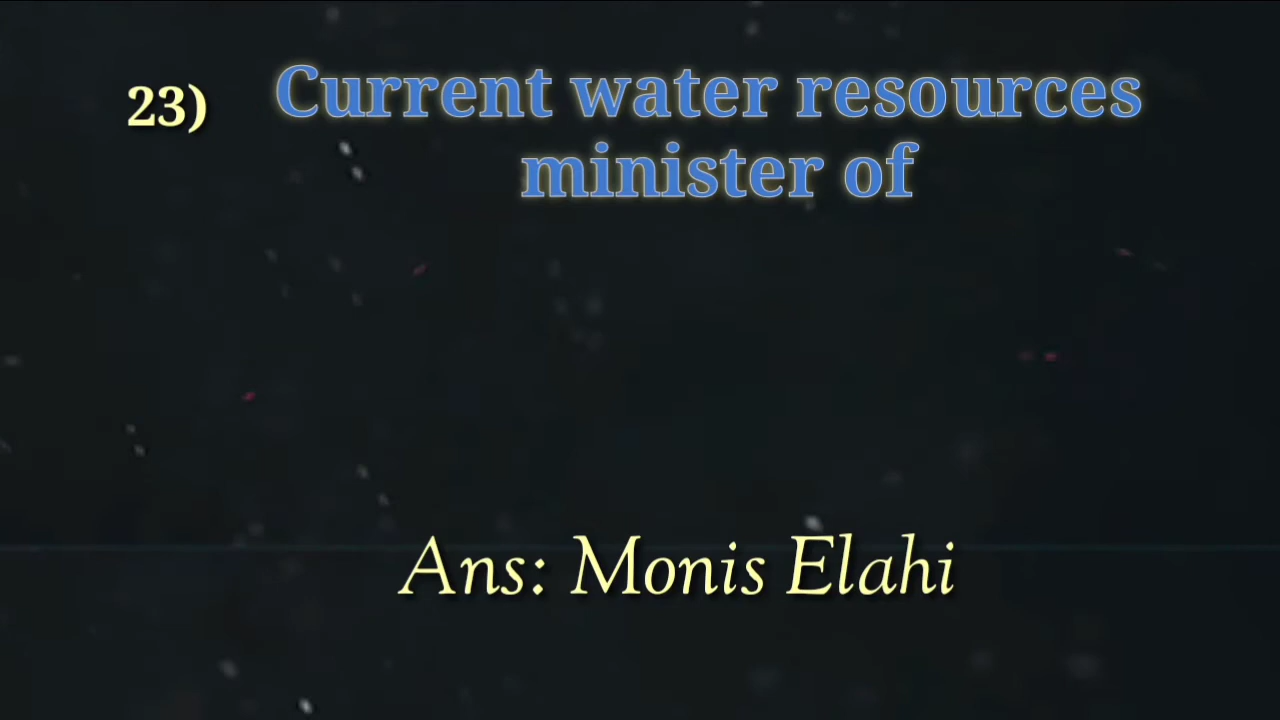 23) Current water resources
minister of
Ans: Monis Elahi